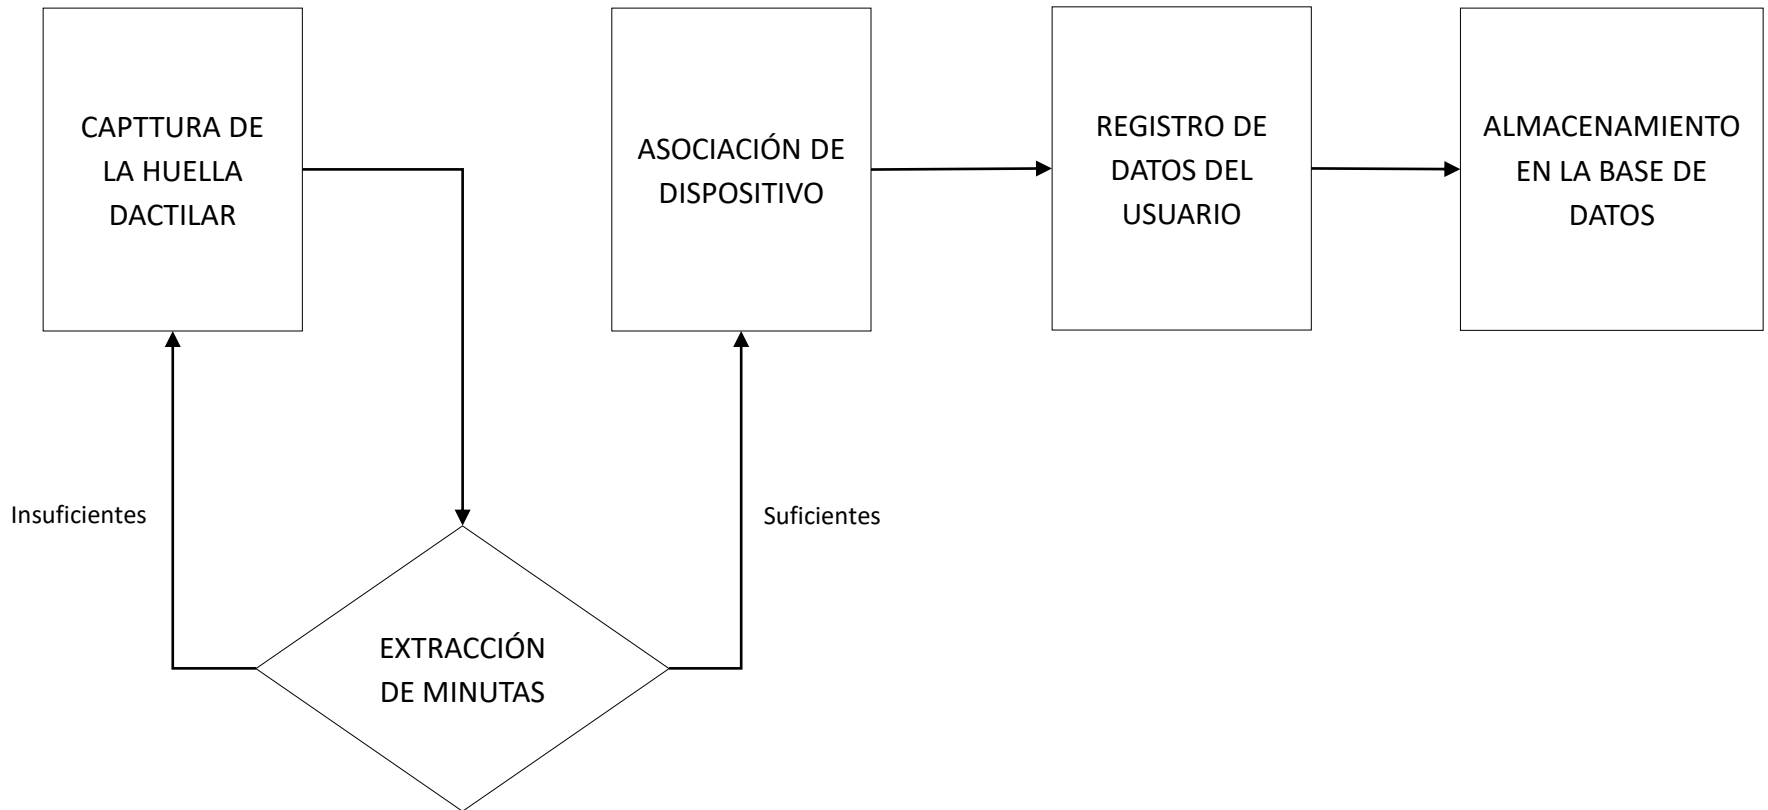 CAPTTURA DE
LA HUELLA
DACTILAR
ASOCIACIÓN DE
DISPOSITIVO
REGISTRO DE
DATOS DEL
USUARIO
ALMACENAMIENTO
EN LA BASE DE
DATOS
Insuficientes
Suficientes
EXTRACCIÓN
DE MINUTAS